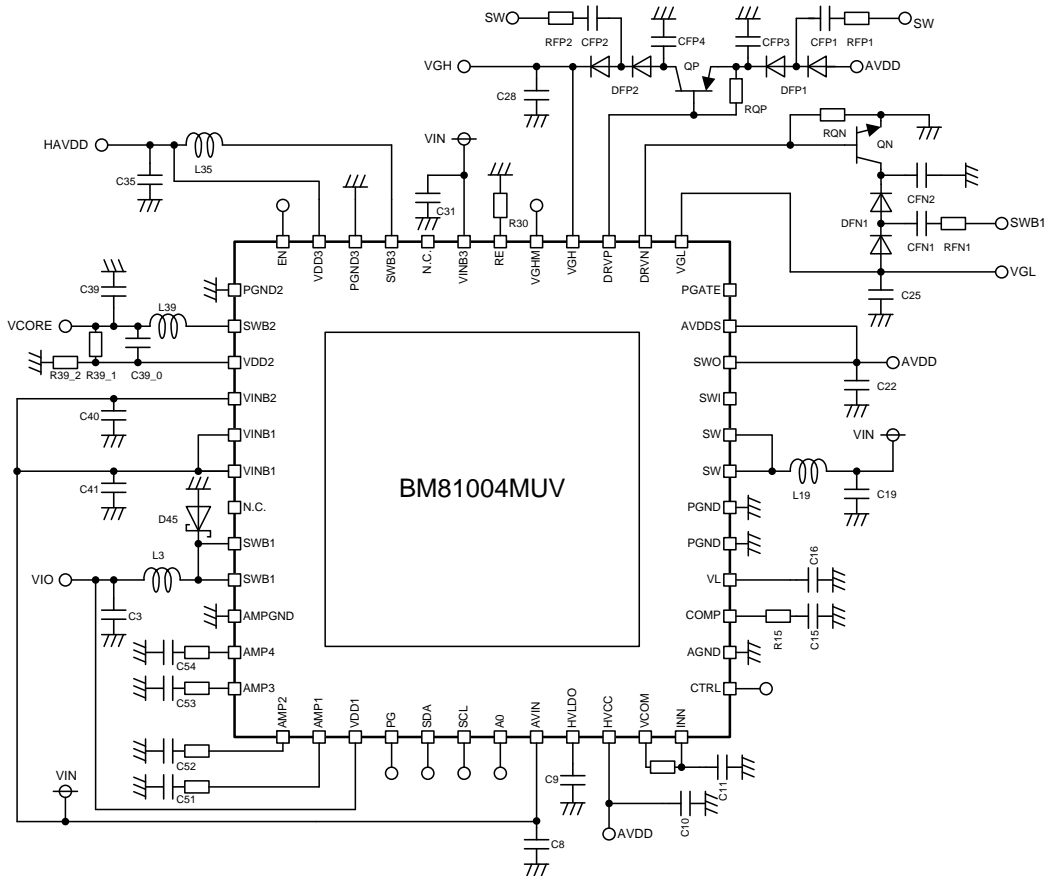 SW
RFP2
CFP2
CFP4
CFP3
CFP1
RFP1
SW
VGH
C28
DFP2
QP
RQP
DFP1
AVDD
HAVDD
L35
C35
VIN
C31
R30
RQN
QN
CFN2
DFN1
CFN1
RFN1
SWB1
VGL
C25
EN
VDD3
PGND3
SWB3
N.C.
VINB3
RE
VGHM
VGH
DRVP
DRVN
VGL
C39
VCORE
L39
R39_2
R39_1
C39_0
C40
C41
D45
VIO
L3
C3
C54
C53
PGND2
SWB2
VDD2
VINB2
VINB1
VINB1
N.C.
SWB1
SWB1
AMPGND
AMP4
AMP3
BM81004MUV
PGATE
AVDDS
SWO
SWI
SW
SW
PGND
PGND
VL
COMP
AGND
CTRL
AVDD
C22
VIN
L19
C19
C16
R15
C15
AMP2
AMP1
VDD1
PG
SDA
SCL
A0
AVIN
HVLDO
HVCC
VCOM
INN
C52
C51
VIN
C8
C9
AVDD
C10
C11